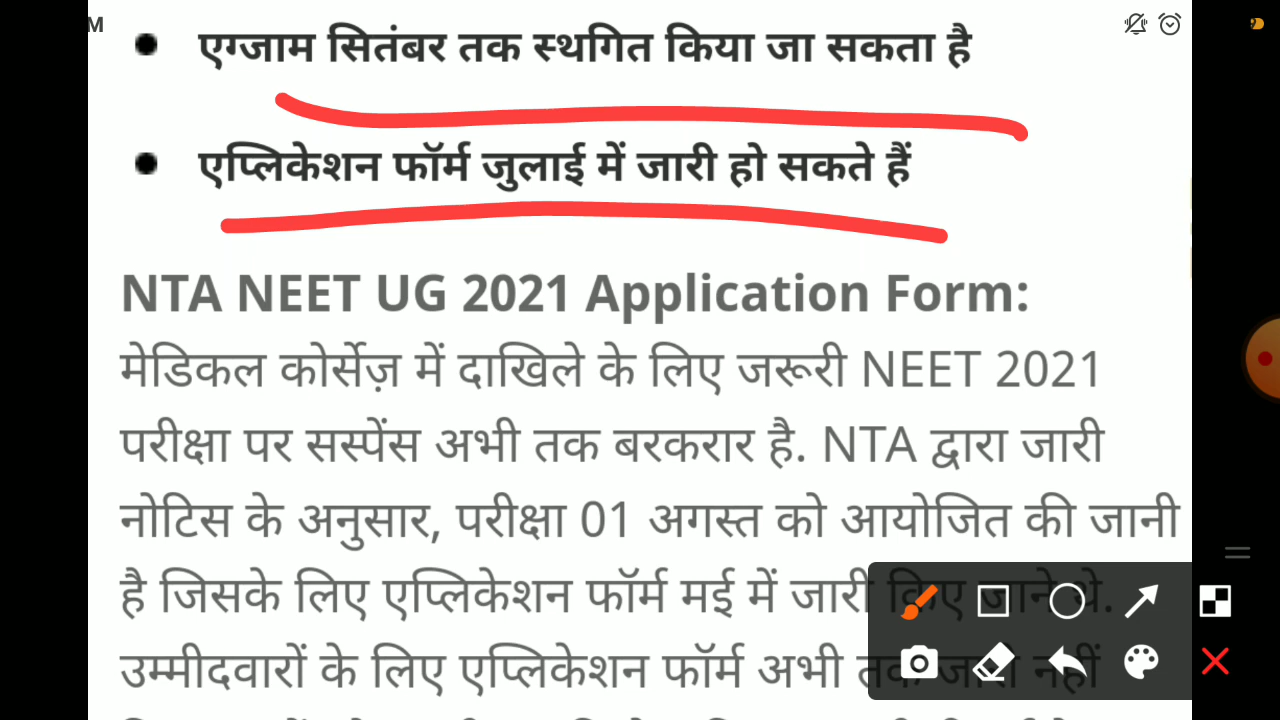 M
एग्जाम सितंबर तक स्थगित किया जा सकता है
एप्लिकेशन फॉर्म जुलाई में जारी हो सकते हैं
NTA NEET UG 2021 Application Form:
मेडिकल कोर्सेज़ में दाखिले के लिए जरूरी NEET 2021
परीक्षा पर सस्पेंस अभी तक बरकरार है. NTA द्वारा जारी
नोटिस के अनुसार, परीक्षा 01 अगस्त को आयोजित की जानी
है जिसके लिए एप्लिकेशन फॉर्म मई में जारी किए जाने थे.
उम्मीदवारों के लिए एप्लिकेशन फॉर्म अभी तक जारी नहीं